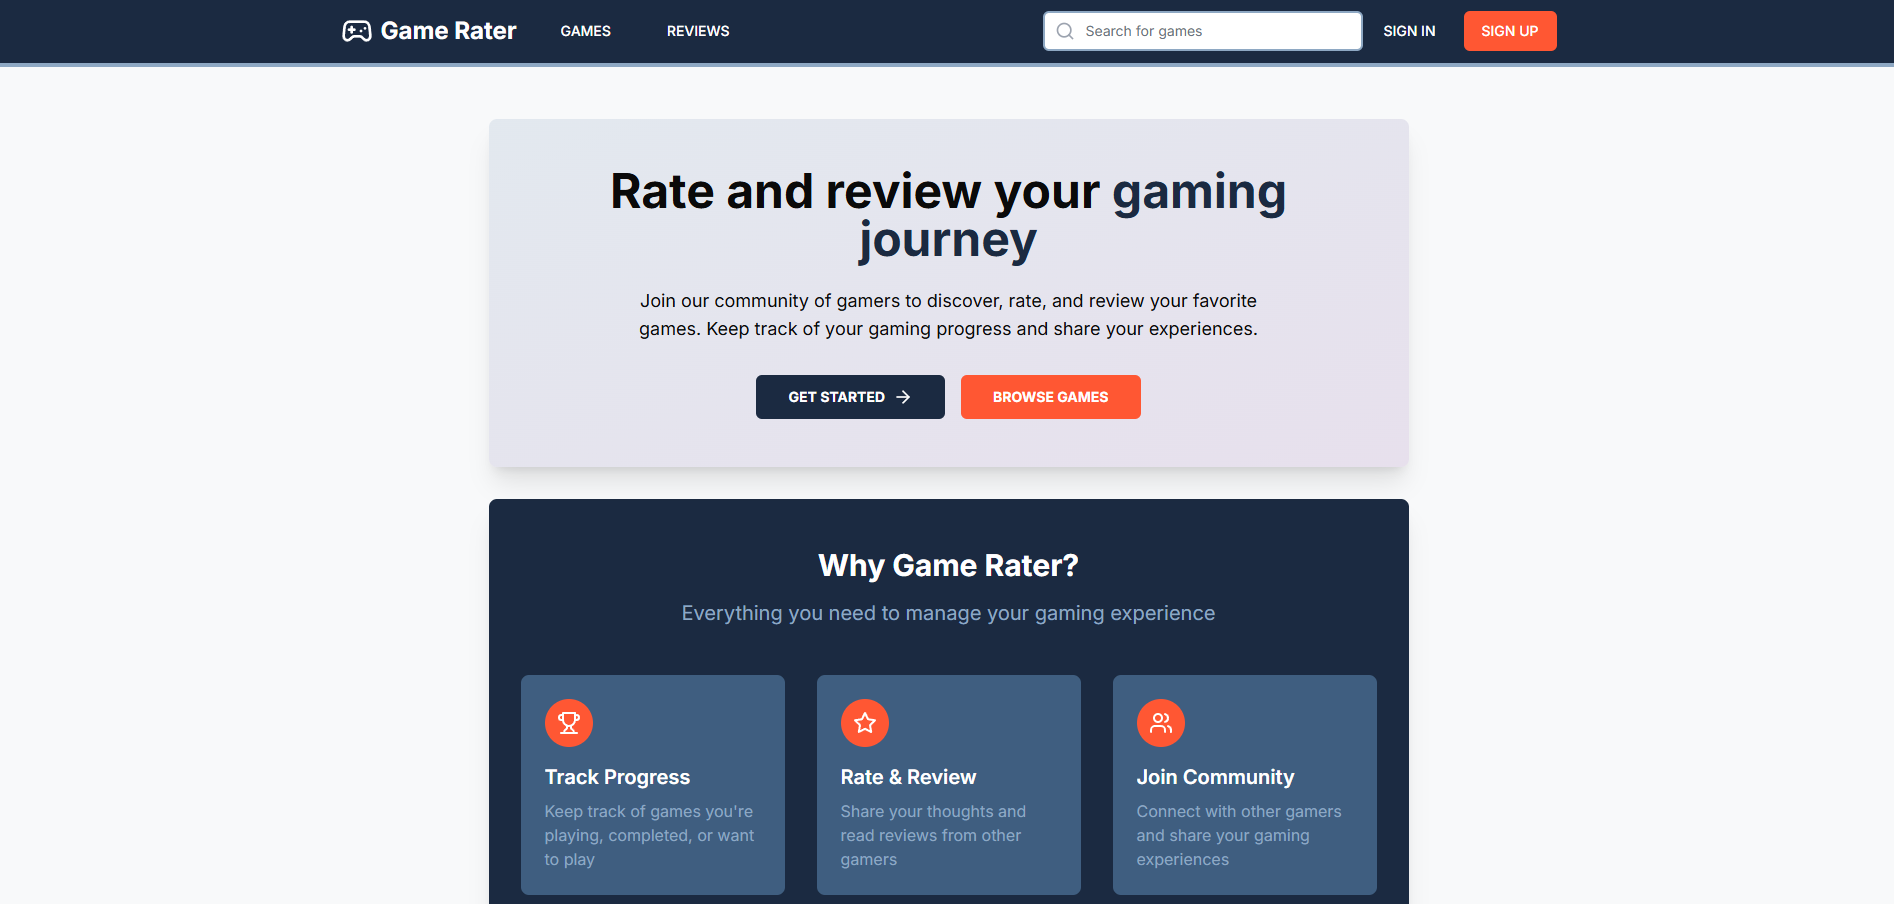 Game Rater
GAMES
REVIEWS
Search for games
SIGN IN
SIGN UP
Rate and review your gaming
journey
Join our community of gamers to discover, rate, and review your favorite
games. Keep track of your gaming progress and share your experiences.
GET STARTED
BROWSE GAMES
Why Game Rater?
Everything you need to manage your gaming experience
Track Progress
Keep track of games you're
playing, completed, or want
to play
Rate & Review
Share your thoughts and
read reviews from other
gamers
Join Community
Connect with other gamers
and share your gaming
experiences